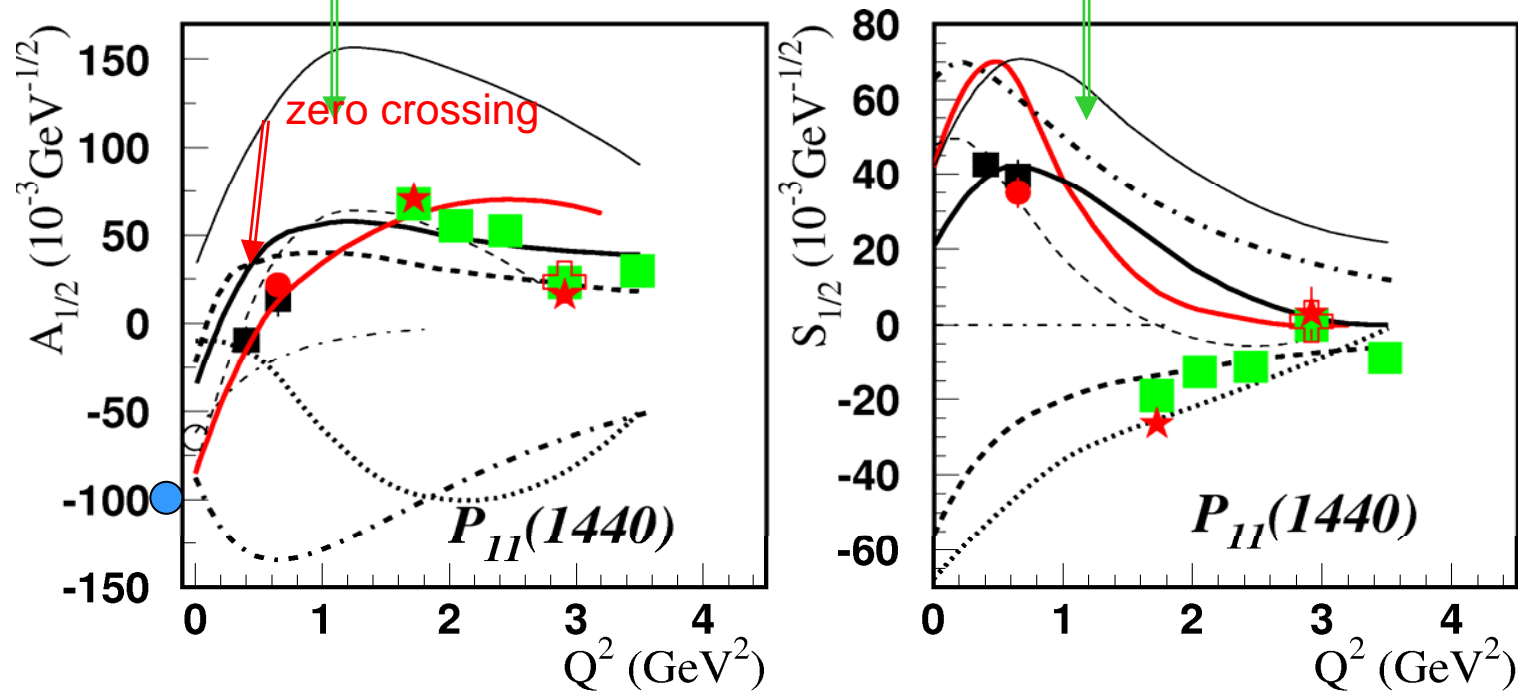 A1/2 (10-3GeV-1/2)
150
100
50
0
-50
-100
-150
zero crossing
P11(1440)
0 1 2 3 4
Q2 (GeV2)
S1/2 (10-3GeV-1/2)
80
60
40
20
0
-20
-40
-60
P11(1440)
0 1 2 3 4
Q2 (GeV2)